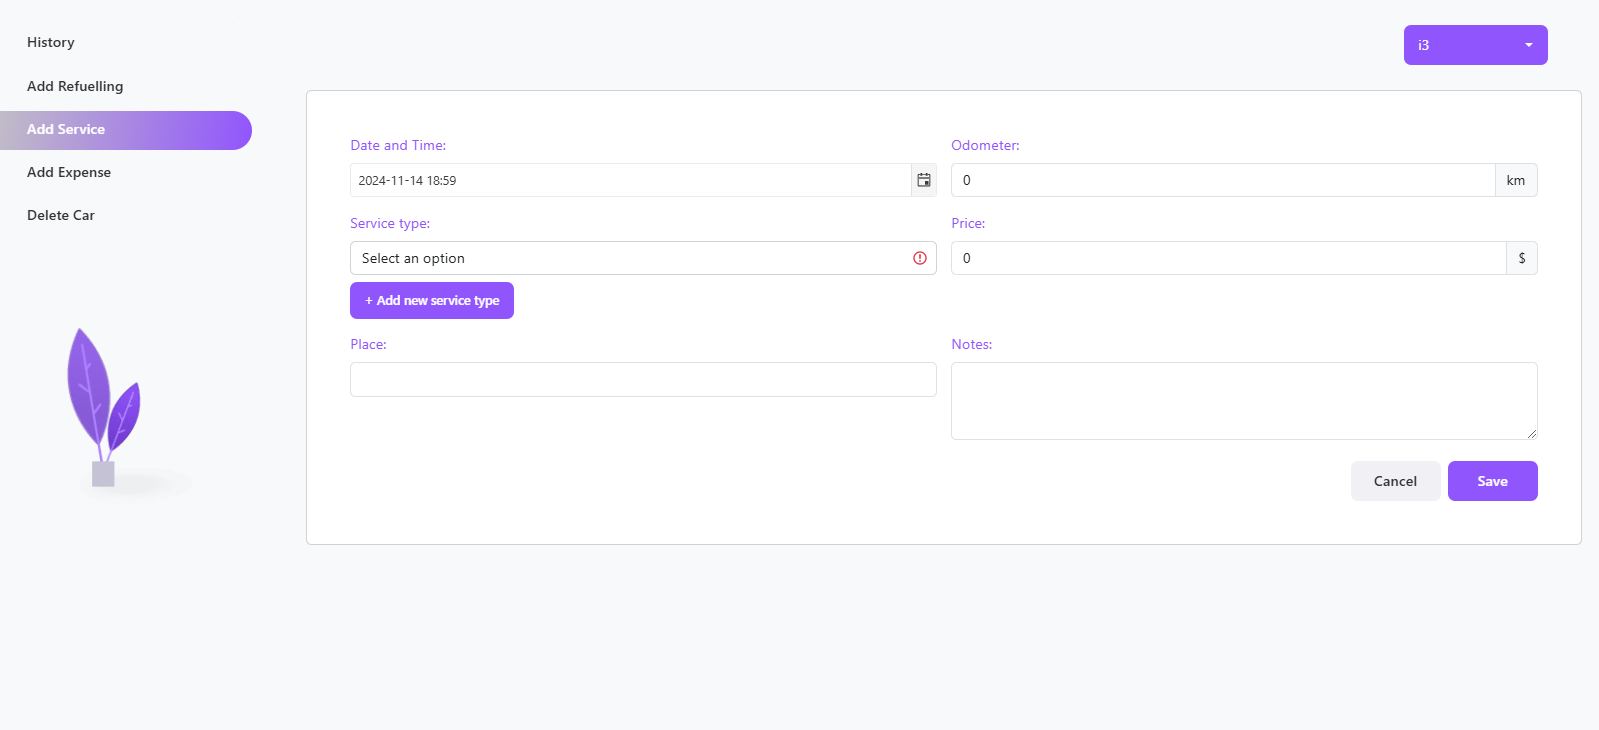 History
Add Refuelling
Add Service
Add Expense
Delete Car
i3
Date and Time:
2024-11-14 18:59
Odometer:
0 km
Service type:
Select an option
Price:
0 $
+ Add new service type
Place:
Notes:
Cancel
Save